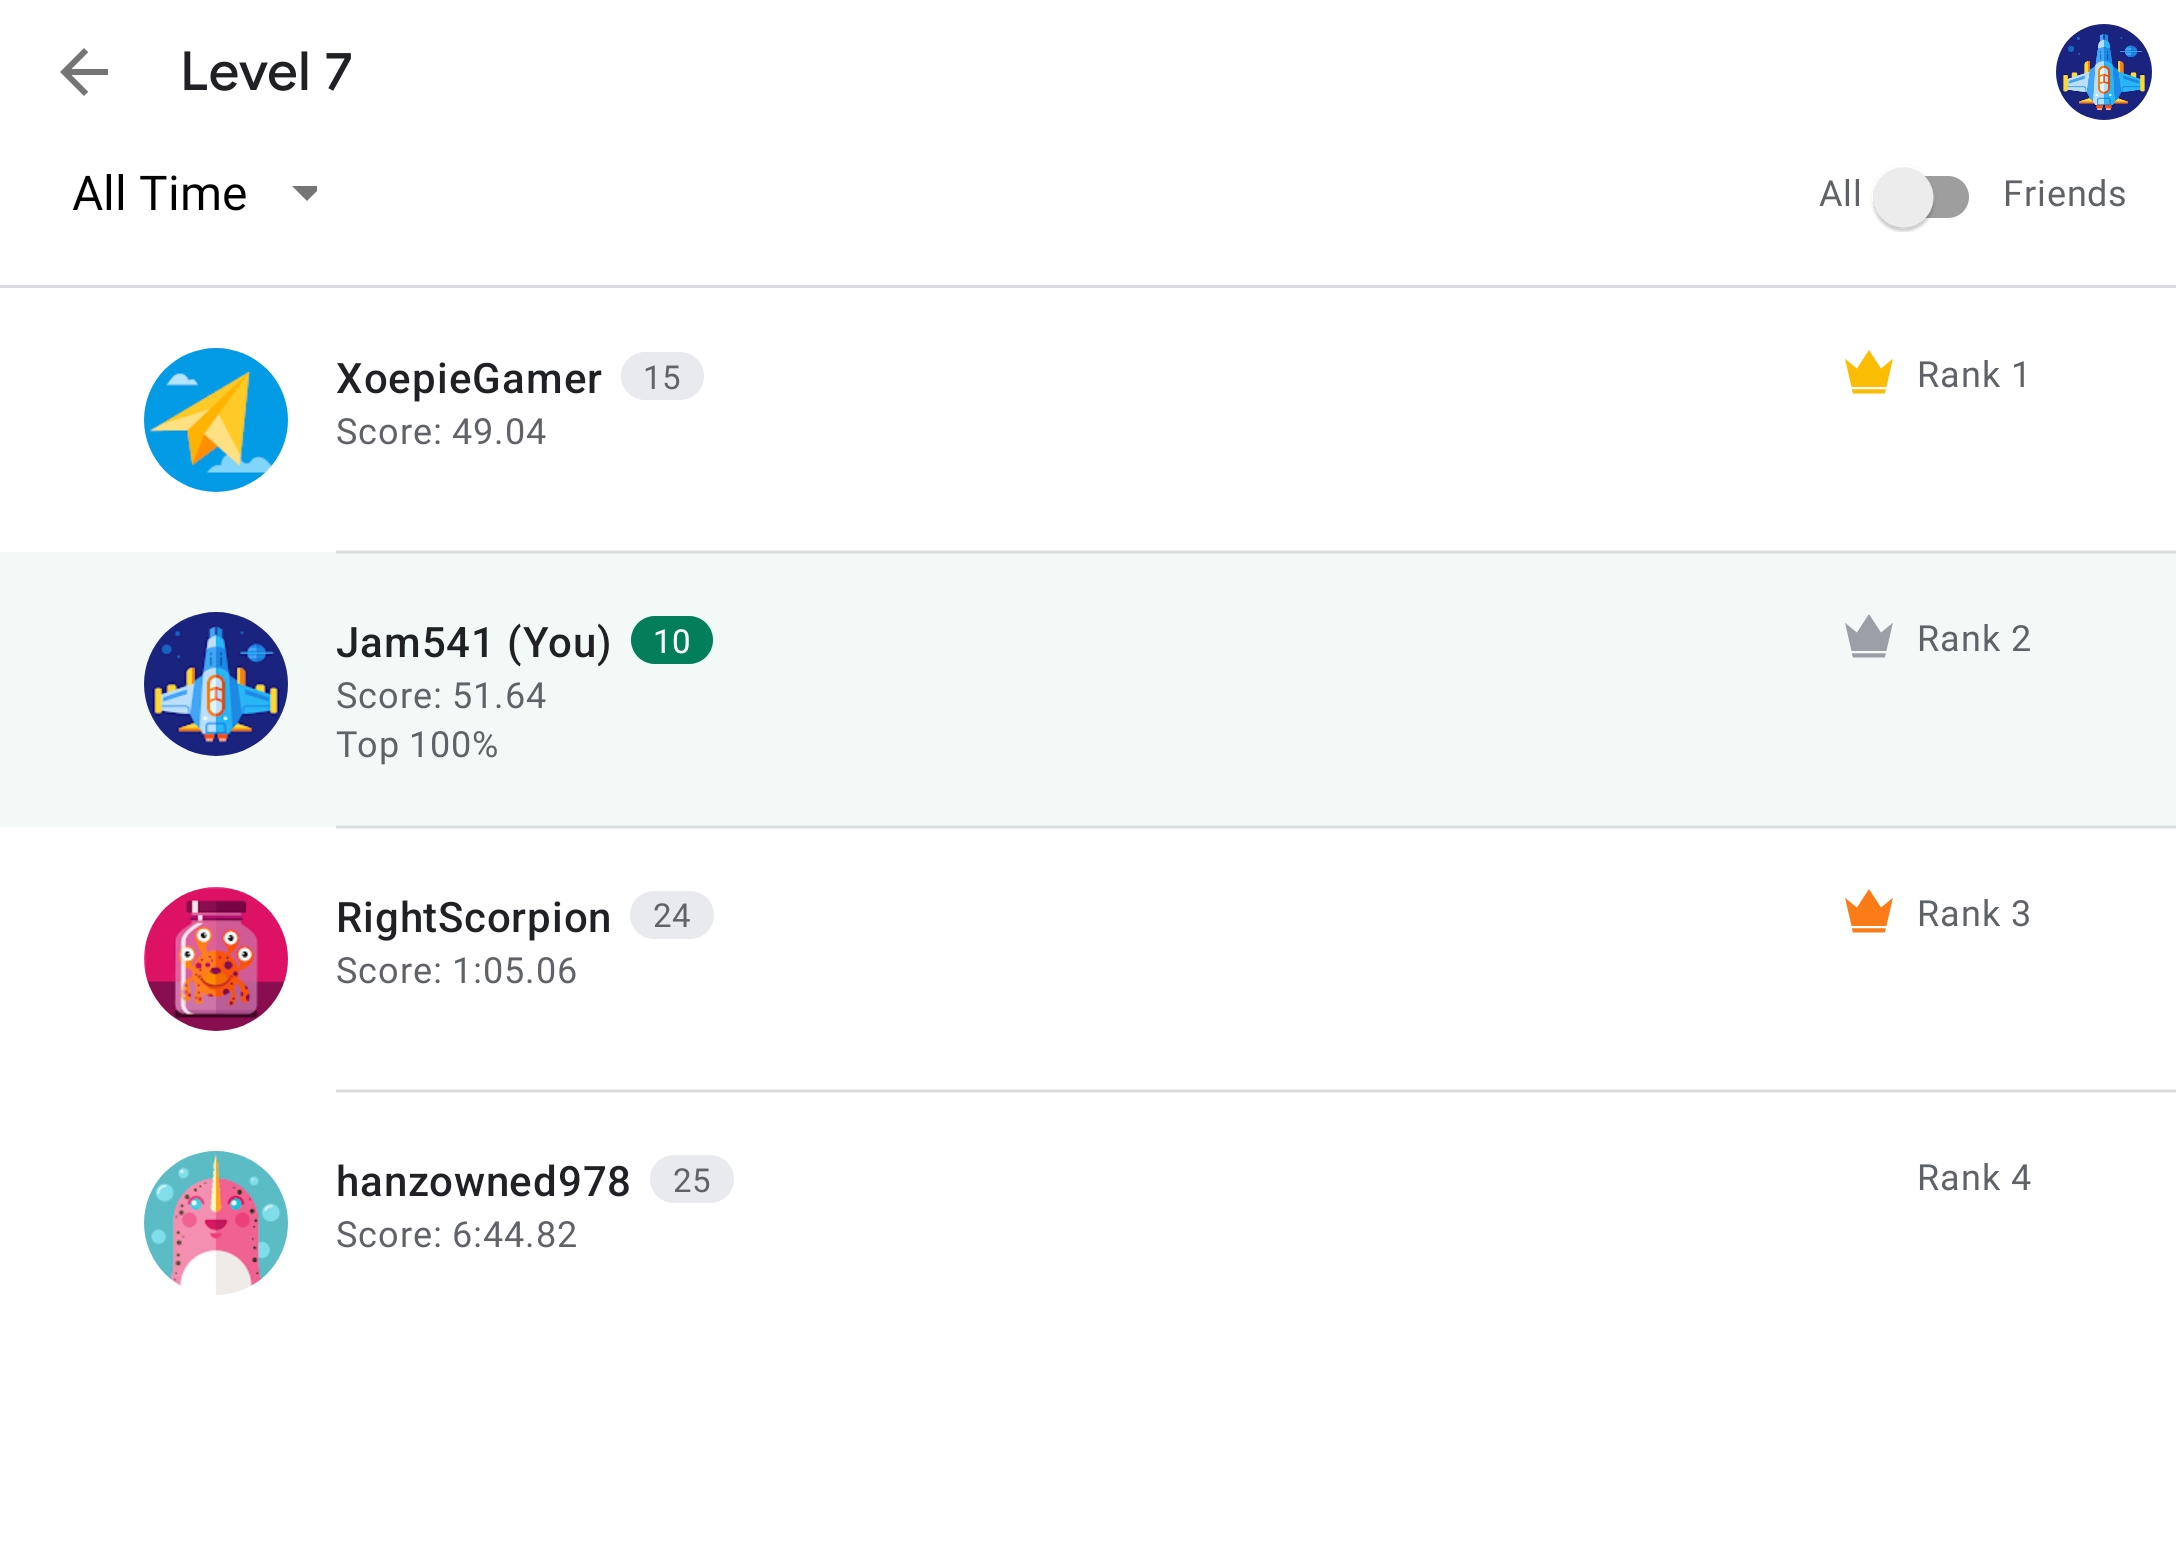 Level 7
All Time
All Friends
XoepieGamer 15
Rank 1
Score: 49.04
Jam541 (You) 10
Rank 2
Score: 51.64
Top 100%
RightScorpion 24
Rank 3
Score: 1:05.06
hanzowned978 25
Rank 4
Score: 6:44.82